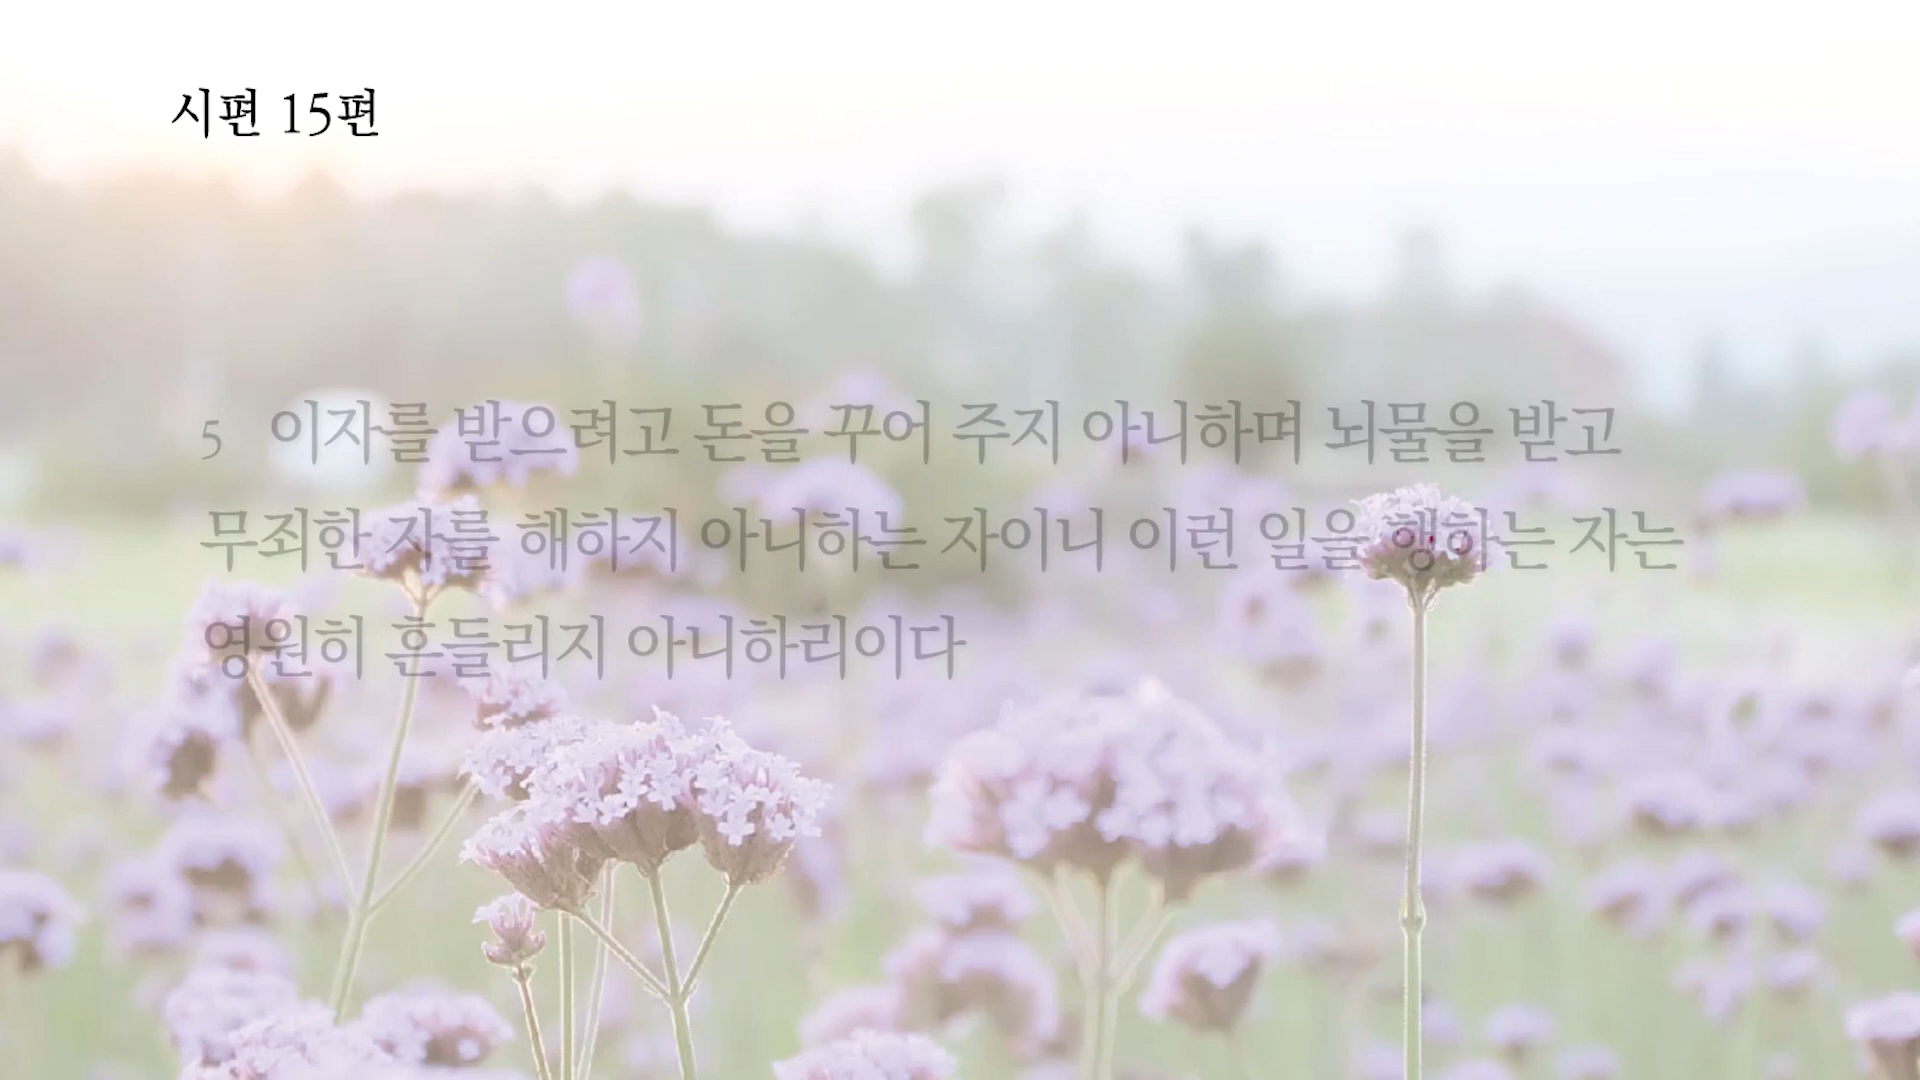 시편 15편
5 이자를 받으려고 돈을 꾸어 주지 아니하며 뇌물을 받고
무죄한 자를 해하지 아니하는 자이니 이런 일을 행하는 자는
영원히 흔들리지 아니하리이다